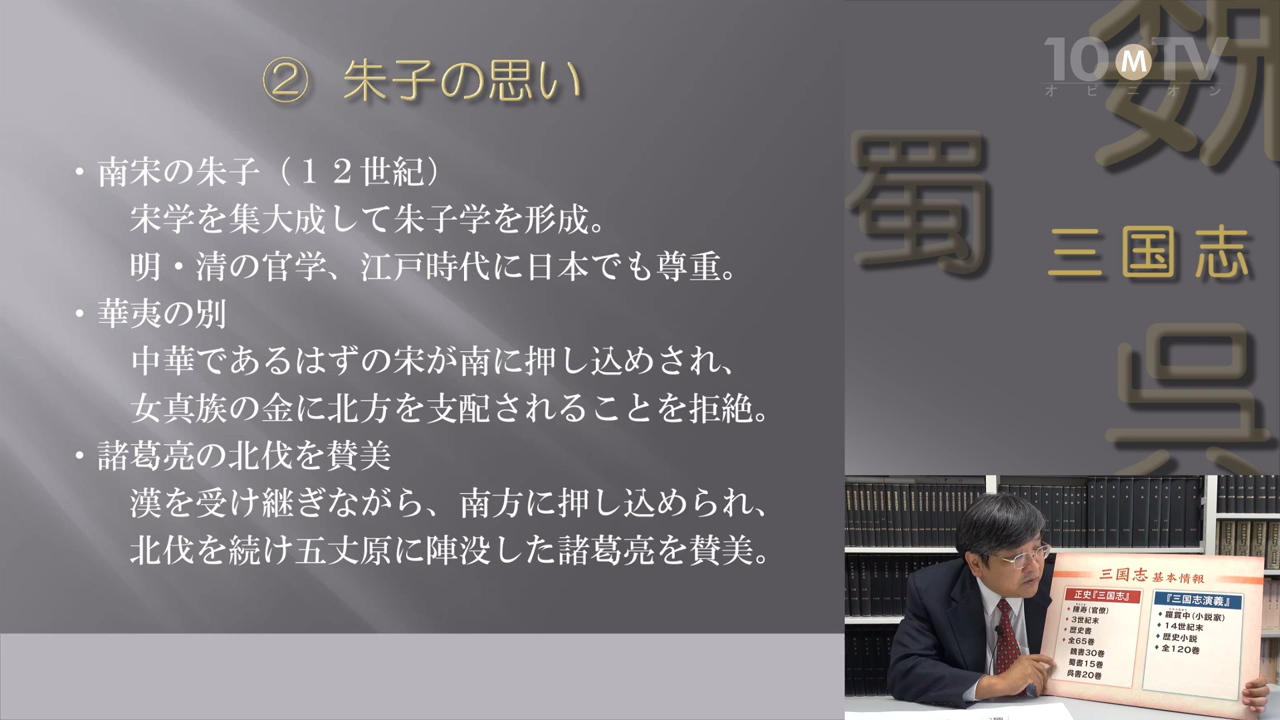 ② 朱子の思い
・南宋の朱子（１２世紀）
宋学を集大成して朱子学を形成。
明・清の官学、江戸時代に日本でも尊重。
・華夷の別
中華であるはずの宋が南に押し込めされ、
女真族の金に北方を支配されることを拒絶。
・諸葛亮の北伐を賛美
漢を受け継ぎながら、南方に押し込められ、
北伐を続け五丈原に陣没した諸葛亮を賛美。
10MTV
オピニオン
魏
蜀
三国志
呉
三国志 基本情報
正史『三国志』
陳寿(官僚)
3世紀末
歴史書
全65巻
魏書30巻
蜀書15巻
呉書20巻
『三国志演義』
羅貫中(小説家)
14世紀末
歴史小説
全120巻